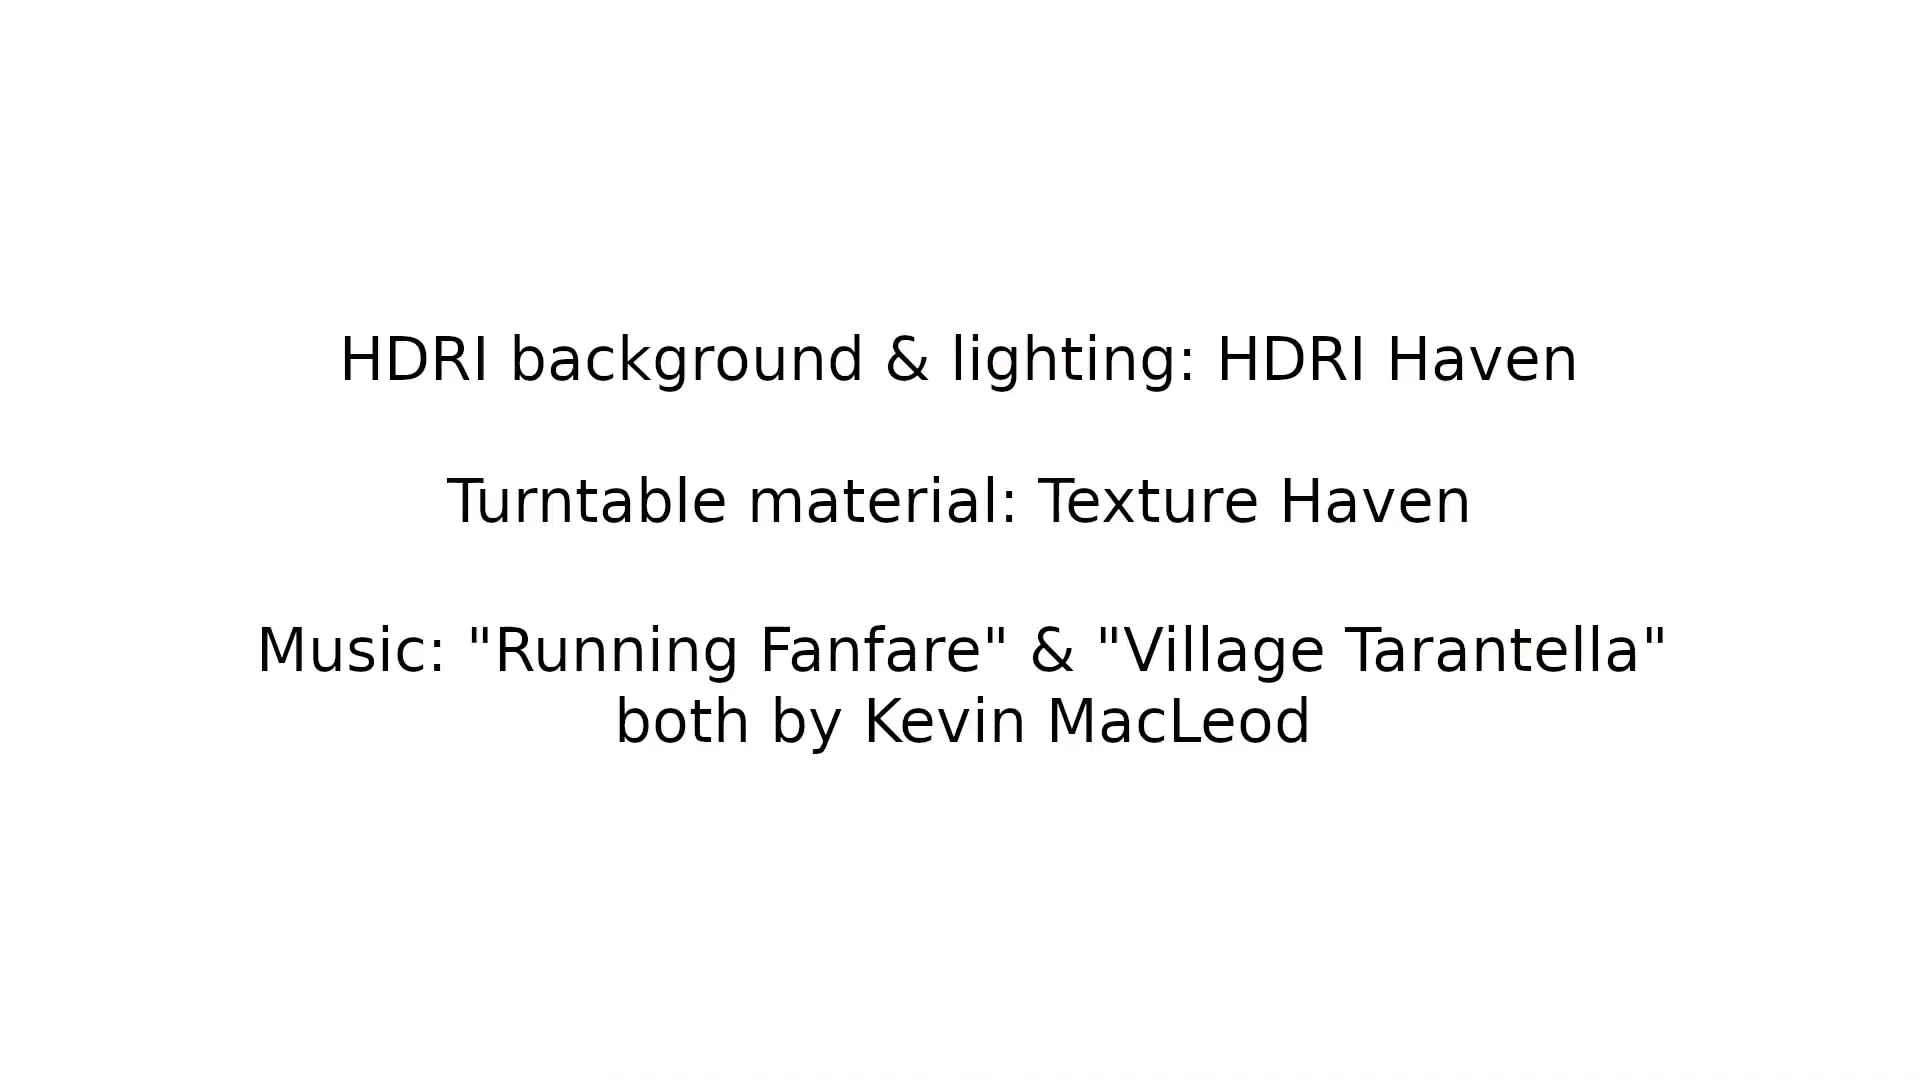 HDRI background & lighting: HDRI Haven
Turntable material: Texture Haven
Music: "Running Fanfare" & "Village Tarantella"
both by Kevin MacLeod